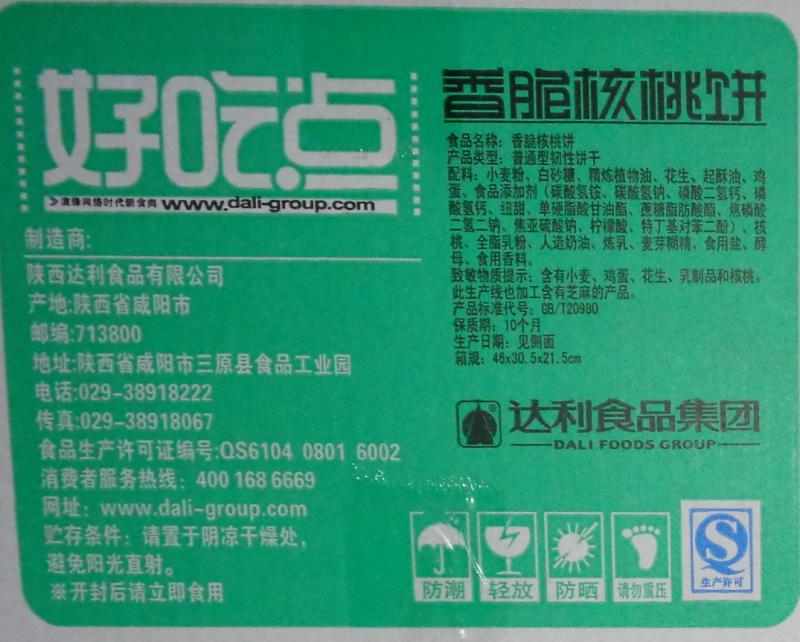 好吃点
演绎网络时代新食尚 www.dali-group.com
制造商:
陕西达利食品有限公司
产地:陕西省咸阳市
邮编:713800
地址:陕西省咸阳市三原县食品工业园
电话:029-38918222
传真:029-38918067
食品生产许可证编号:QS6104 0801 6002
消费者服务热线: 400 168 6669
网址: www.dali-group.com
贮存条件: 请置于阴凉干燥处,
避免阳光直射。
※开封后请立即食用
香脆核桃饼
食品名称: 香脆核桃饼
产品类型: 普通型韧性饼干
配料: 小麦粉、白砂糖、精炼植物油、花生、起酥油、鸡
蛋、食品添加剂(碳酸氢铵、碳酸氢钠、磷酸二氢钙、磷
酸氢钙、纽甜、单硬脂酸甘油酯、蔗糖脂肪酸酯、焦磷酸
二氢二钠、焦亚硫酸钠、柠檬酸、特丁基对苯二酚)、核
桃、全脂乳粉、人造奶油、炼乳、麦芽糊精、食用盐、酵
母、食用香料。
致敏物质提示: 含有小麦、鸡蛋、花生、乳制品和核桃。
此生产线也加工含有芝麻的产品。
产品标准代号: GB/T20980
保质期: 10个月
生产日期: 见侧面
箱规: 46x30.5x21.5cm
达利食品集团
DALI FOODS GROUP
防潮 轻放 防晒 请勿重压
S
生产许可